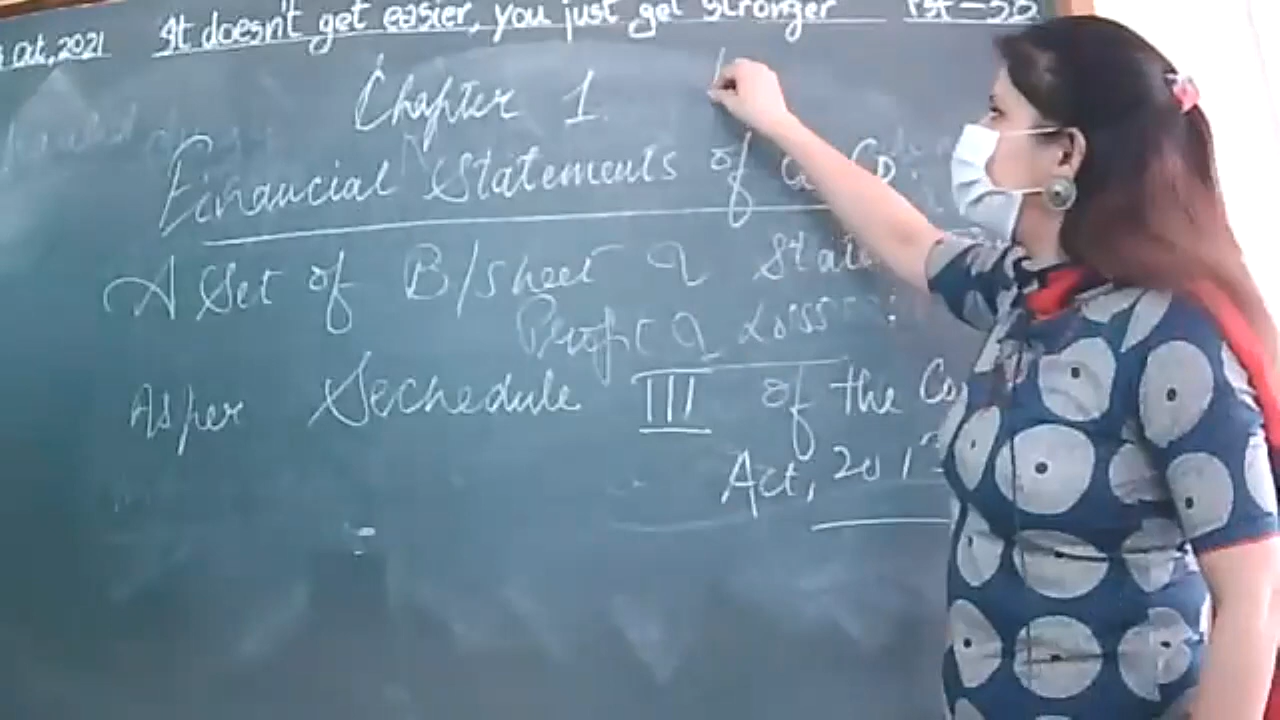 Oct, 2021 It doesn't get easier, you just get stronger
Chapter 1
Financial Statements of
A Set of B/Sheet & State
Profit & Loss :
As per Sechedule III of the Co
Act, 201